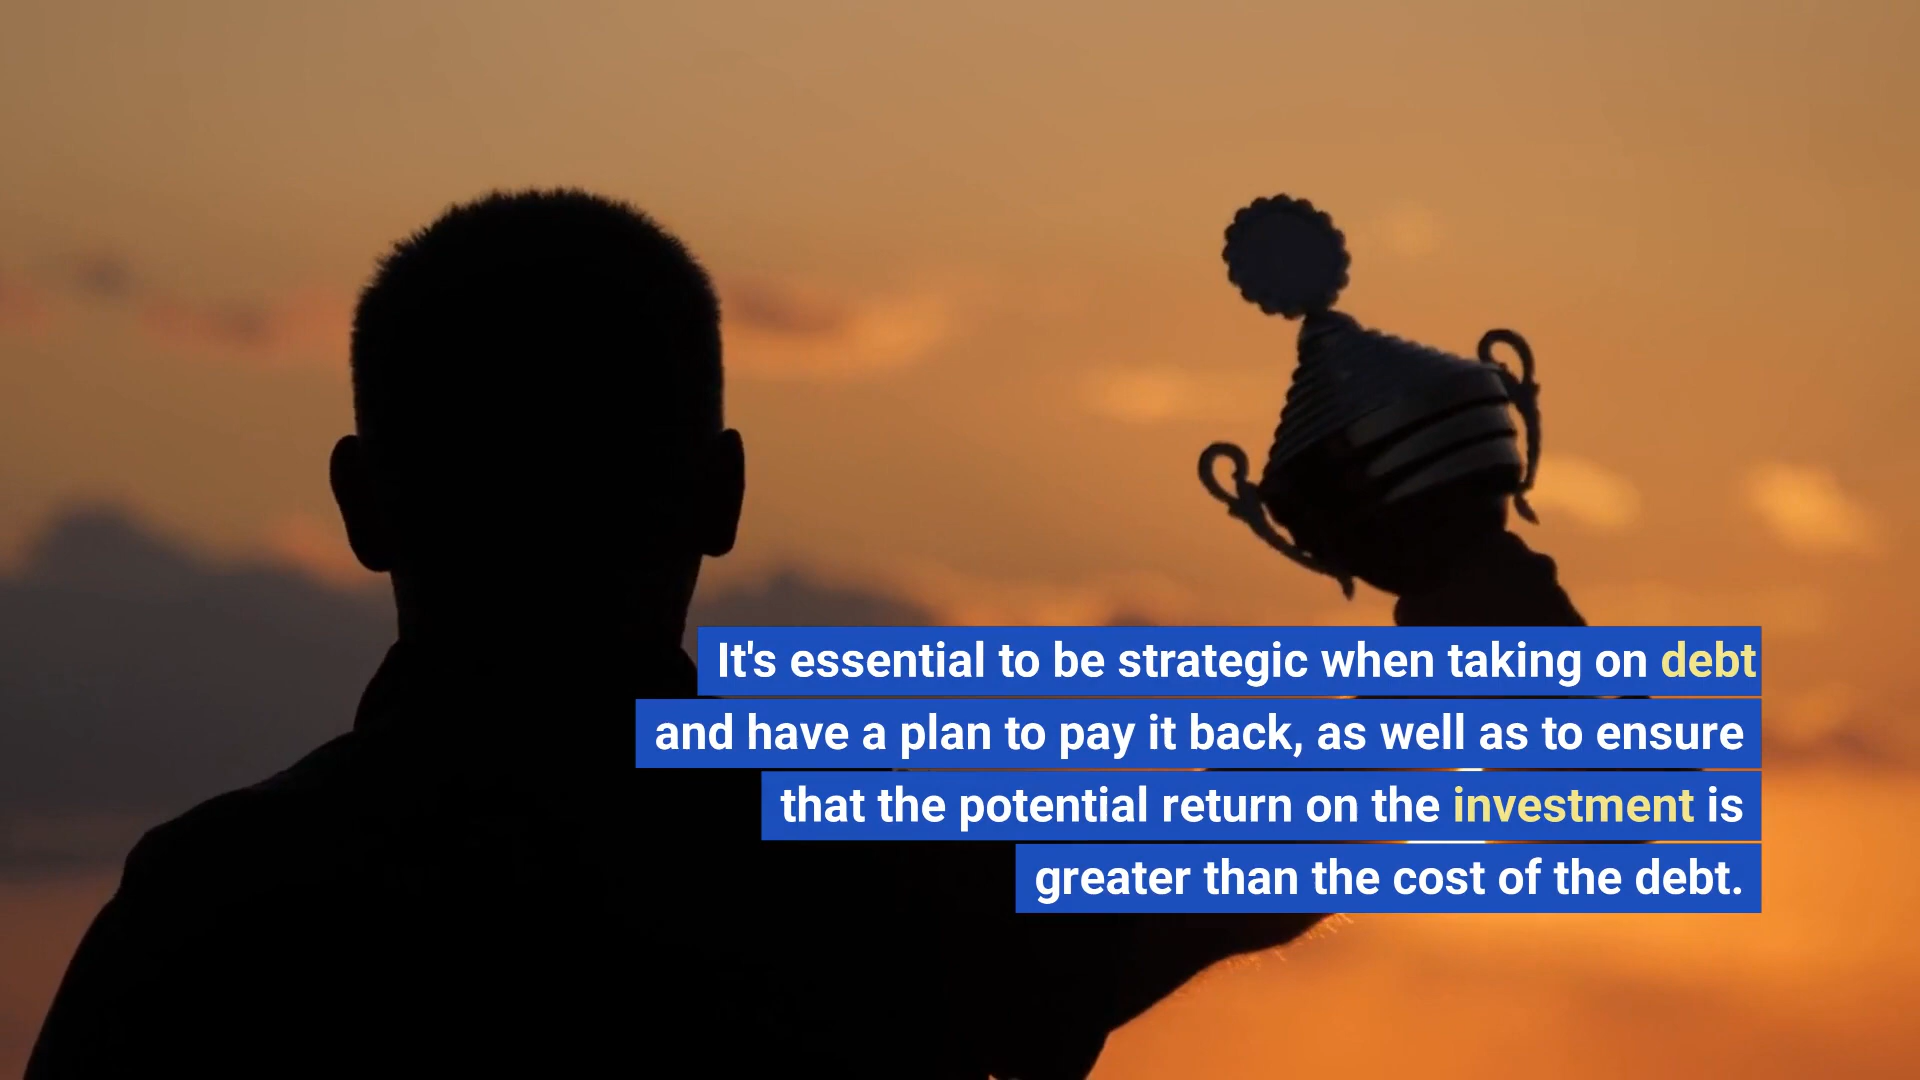 It's essential to be strategic when taking on debt
and have a plan to pay it back, as well as to ensure
that the potential return on the investment is
greater than the cost of the debt.